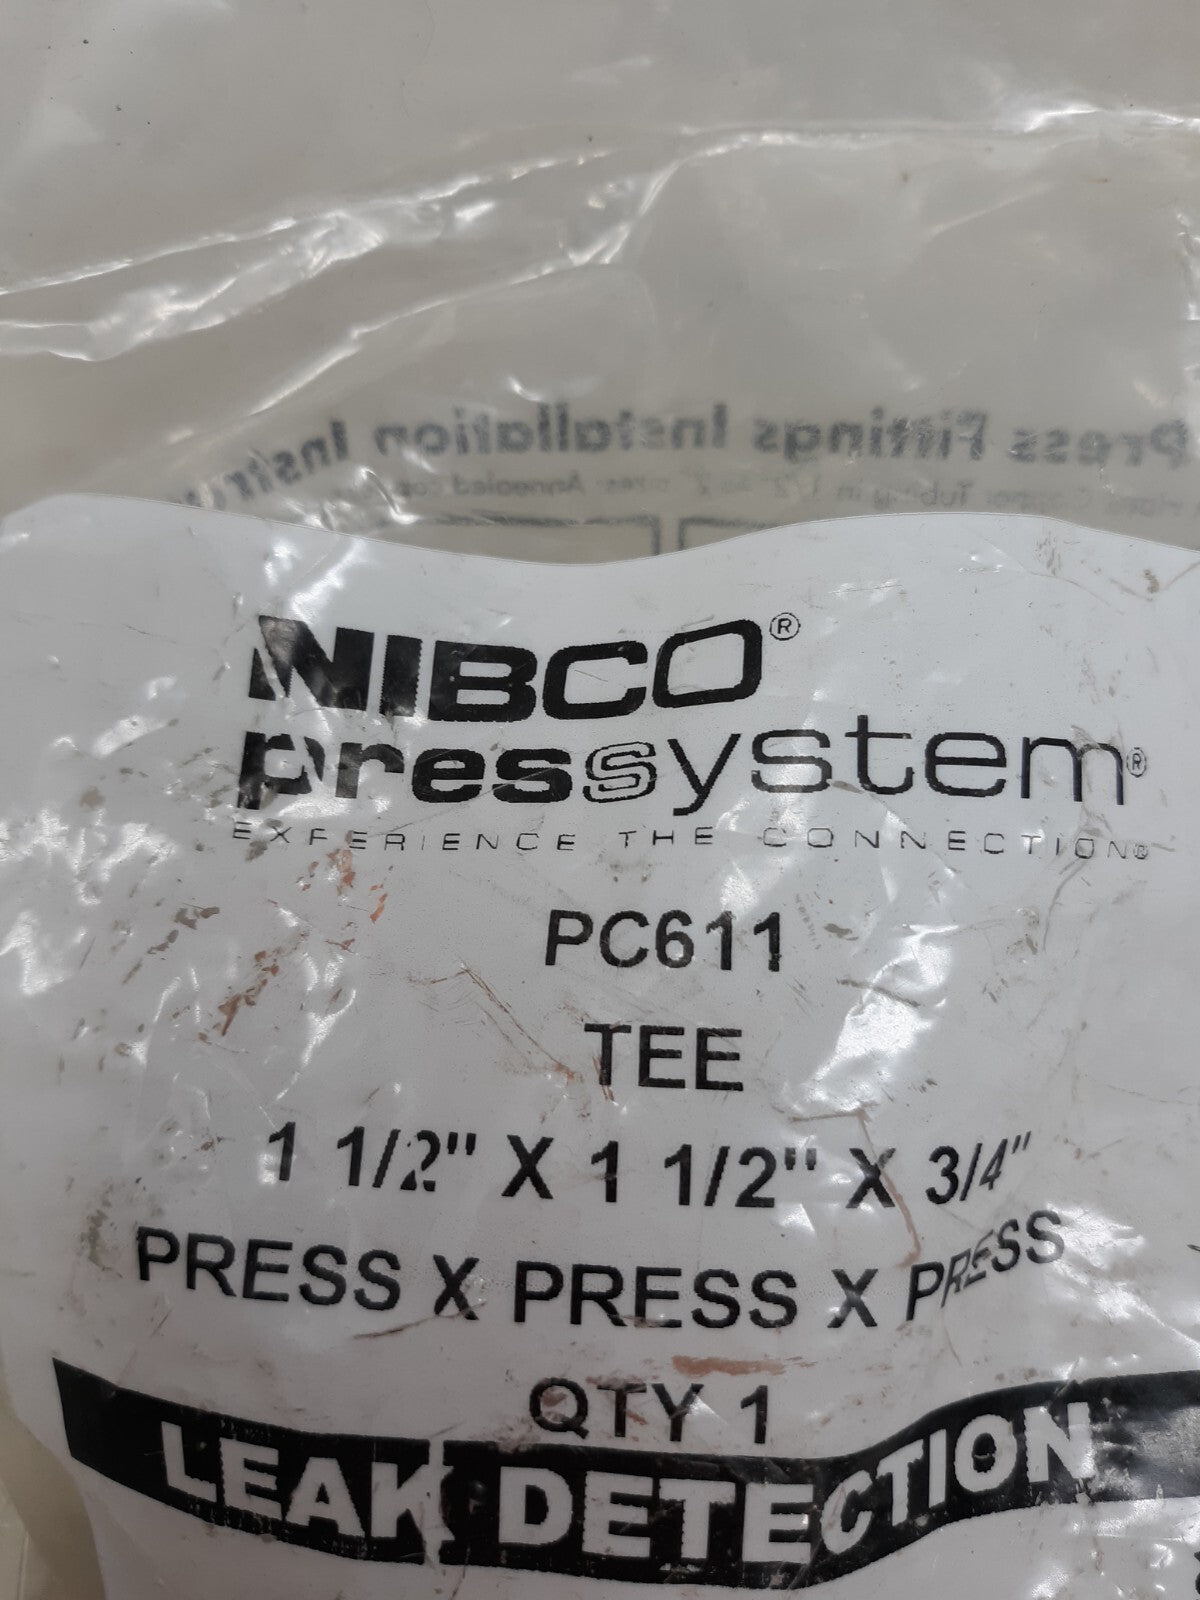 Press Fittings Installation Instr
NIBCO®
pressystem®
EXPERIENCE THE CONNECTION®
PC611
TEE
1 1/2" X 1 1/2" X 3/4"
PRESS X PRESS X PRESS
QTY 1
LEAK DETECTION